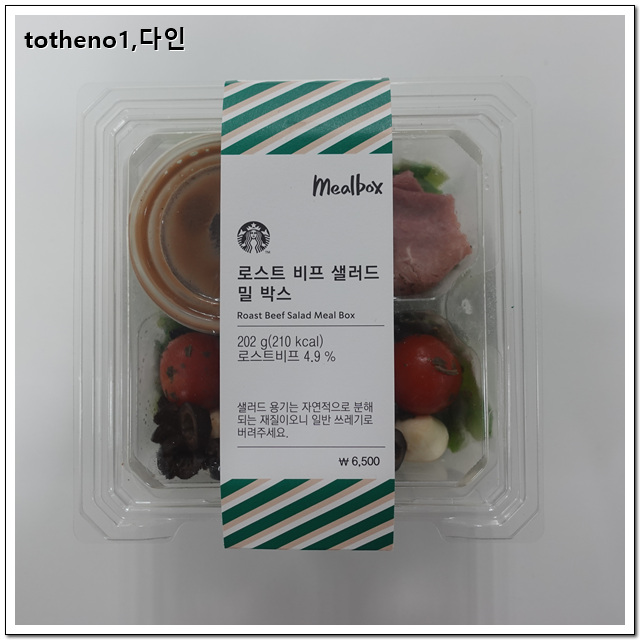 totheno1,다인
mealbox
TM
로스트 비프 샐러드
밀 박스
Roast Beef Salad Meal Box
202 g(210 kcal)
로스트비프 4.9 %
샐러드 용기는 자연적으로 분해
되는 재질이오니 일반 쓰레기로
버려주세요.
₩ 6,500